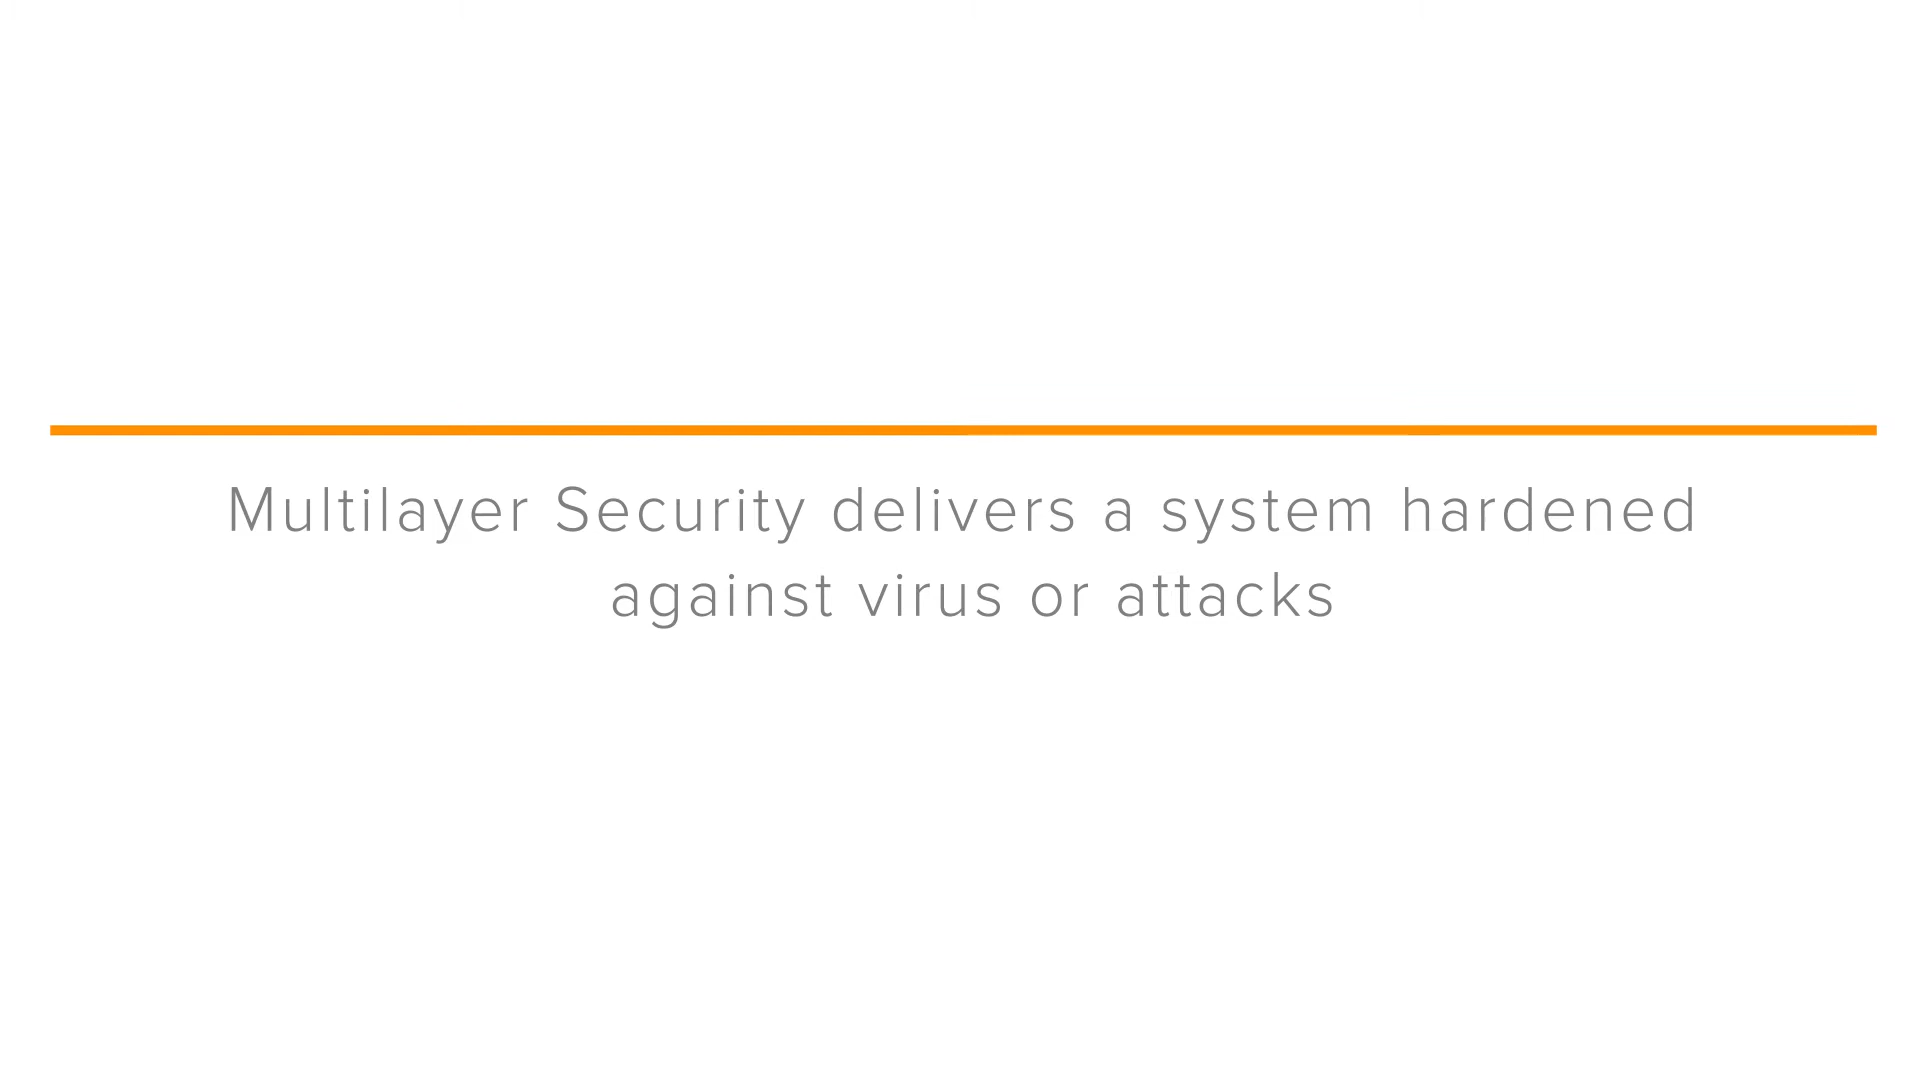 Multilayer Security delivers a system hardened
against virus or attacks